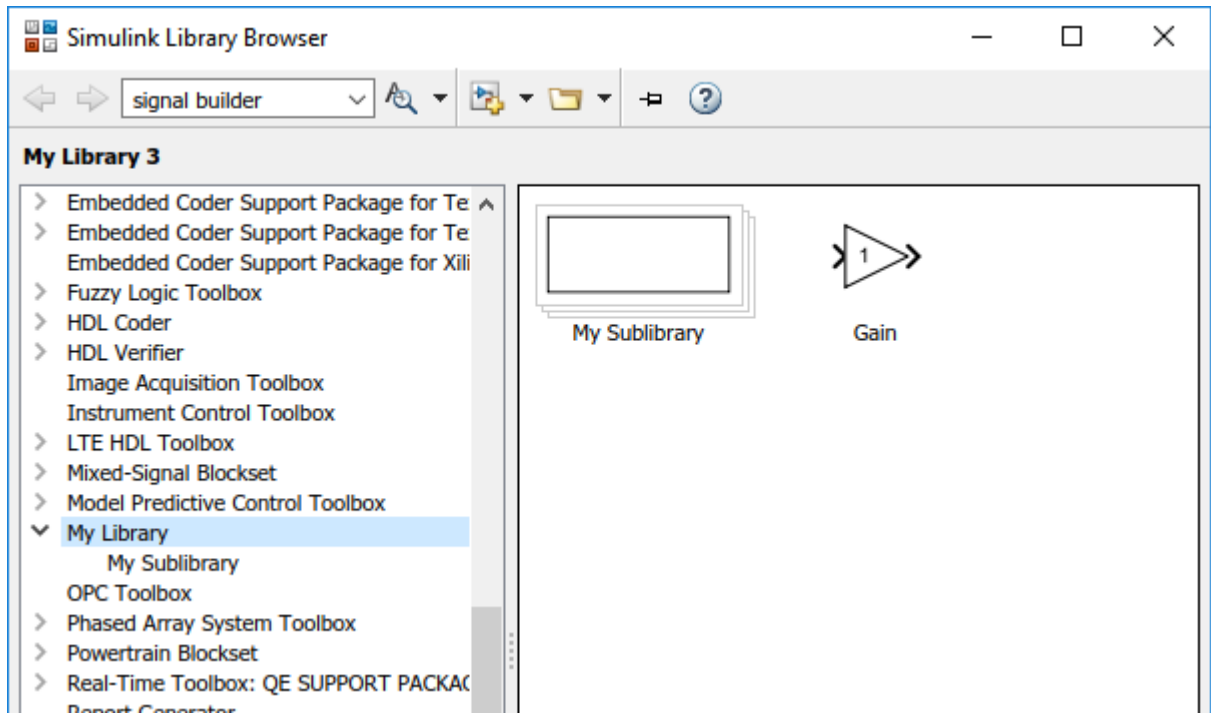 Simulink Library Browser
signal builder
My Library 3
Embedded Coder Support Package for Te
Embedded Coder Support Package for Te
Embedded Coder Support Package for Xili
Fuzzy Logic Toolbox
HDL Coder
HDL Verifier
Image Acquisition Toolbox
Instrument Control Toolbox
LTE HDL Toolbox
Mixed-Signal Blockset
Model Predictive Control Toolbox
My Library
My Sublibrary
OPC Toolbox
Phased Array System Toolbox
Powertrain Blockset
Real-Time Toolbox: QE SUPPORT PACKAG
Report Generator
1
My Sublibrary Gain